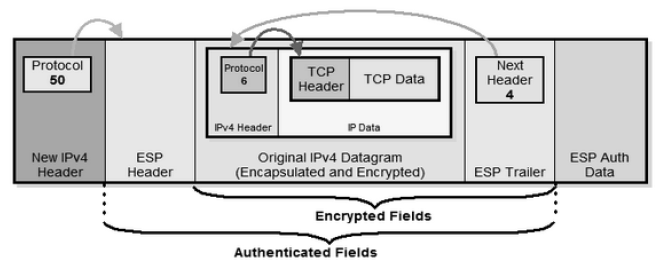 Protocol
50
New IPv4
Header
ESP
Header
Protocol
6
IPv4 Header
TCP
Header
TCP Data
IP Data
Original IPv4 Datagram
(Encapsulated and Encrypted)
Next
Header
4
ESP Trailer
ESP Auth
Data
Encrypted Fields
Authenticated Fields